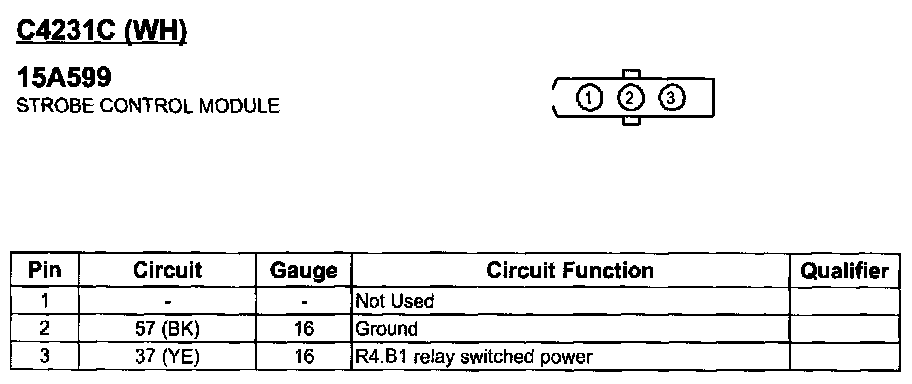 C4231C (WH)
15A599
STROBE CONTROL MODULE
1 2 3
Pin Circuit Gauge Circuit Function Qualifier
1 - - Not Used
2 57 (BK) 16 Ground
3 37 (YE) 16 R4.B1 relay switched power